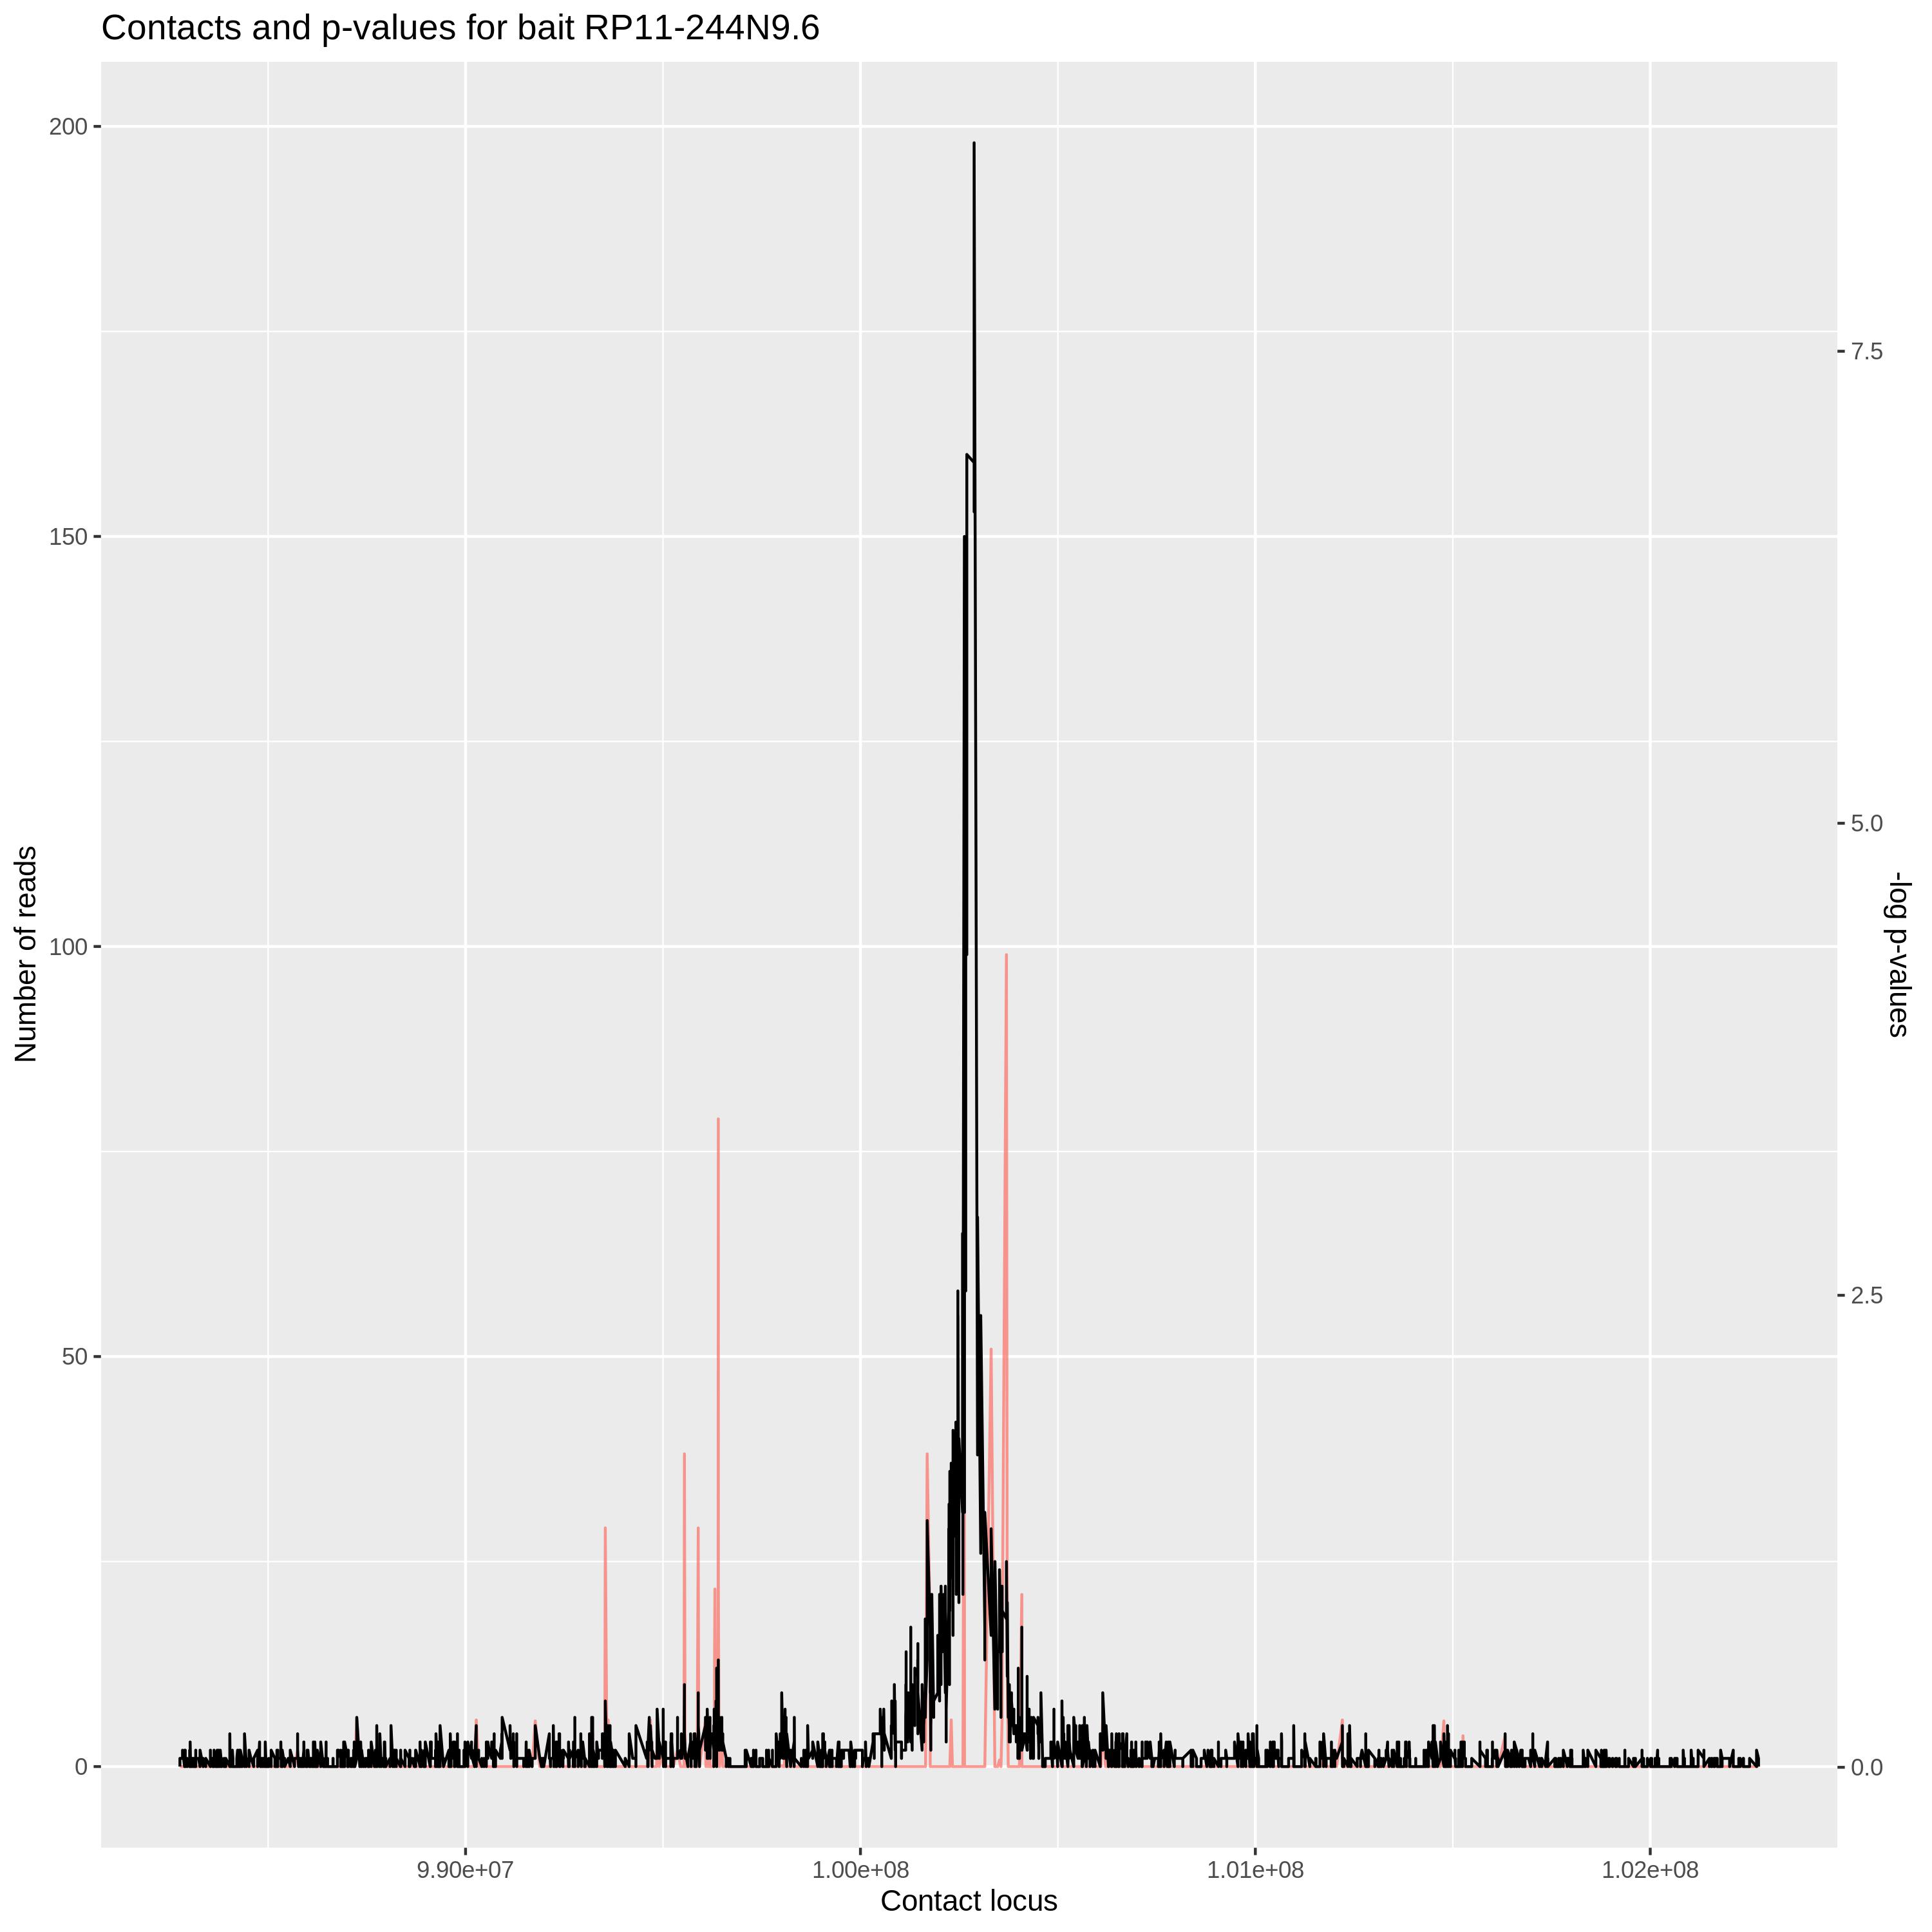 Contacts and p-values for bait RP11-244N9.6
200
150
100
50
0
Number of reads
7.5
5.0
2.5
0.0
-log p-values
9.90e+07
1.00e+08
1.01e+08
1.02e+08
Contact locus